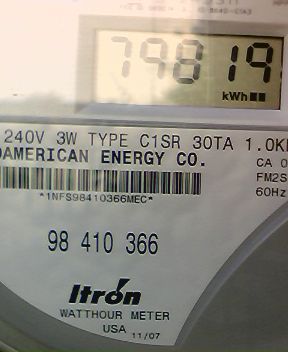 79819
kWh
240V 3W TYPE C1SR 30TA 1.0K
AMERICAN ENERGY CO.
CA 0
*1NFS98410366MEC*
FM2S
60Hz
98 410 366
Itron
WATTHOUR METER
USA 11/07